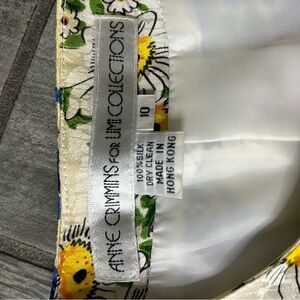 ANNE CRIMMINS FOR UMI COLLECTIONS
10
100% SILK
DRY CLEAN
MADE IN
HONG KONG